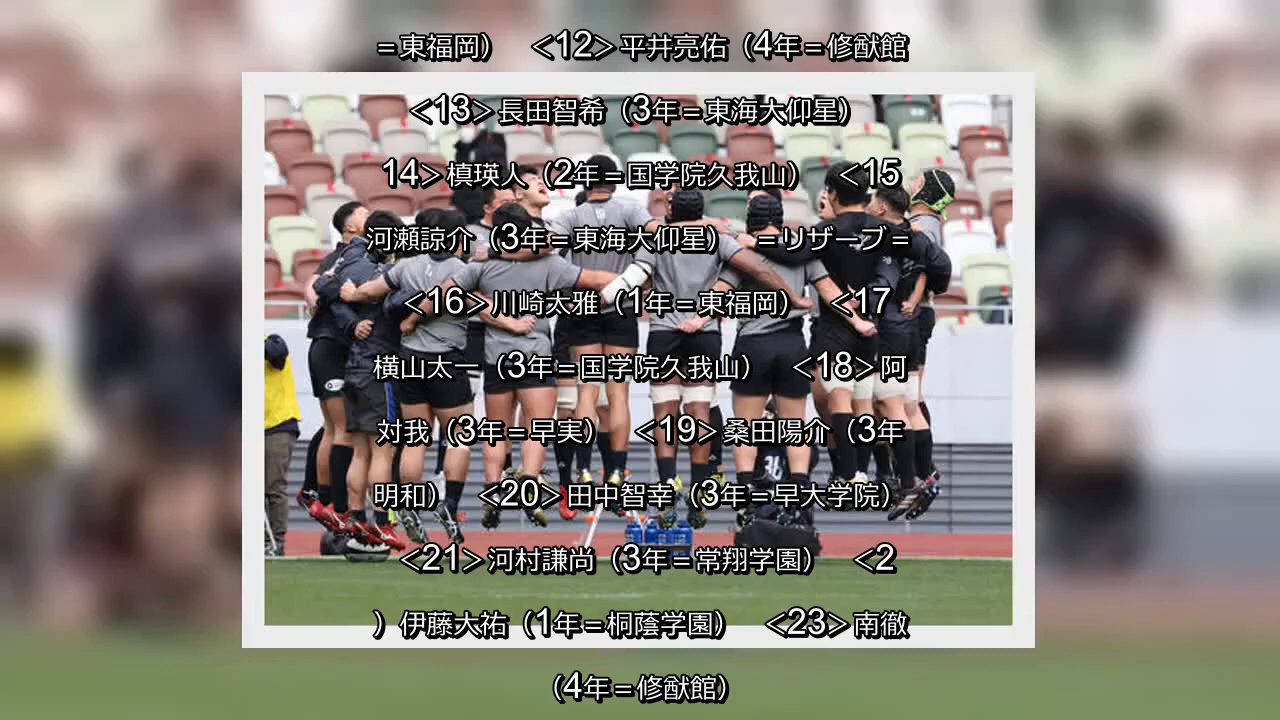 ＝東福岡）　＜12＞平井亮佑（4年＝修猷館
＜13＞長田智希（3年＝東海大仰星）
14＞槙瑛人（2年＝国学院久我山）　＜15
河瀬諒介（3年＝東海大仰星）　＝リザーブ＝
＜16＞川崎太雅（1年＝東福岡）　＜17
横山太一（3年＝国学院久我山）　＜18＞阿
対我（3年＝早実）　＜19＞桑田陽介（3年
明和）　＜20＞田中智幸（3年＝早大学院）
＜21＞河村謙尚（3年＝常翔学園）　＜2
）伊藤大祐（1年＝桐蔭学園）　＜23＞南徹
（4年＝修猷館）